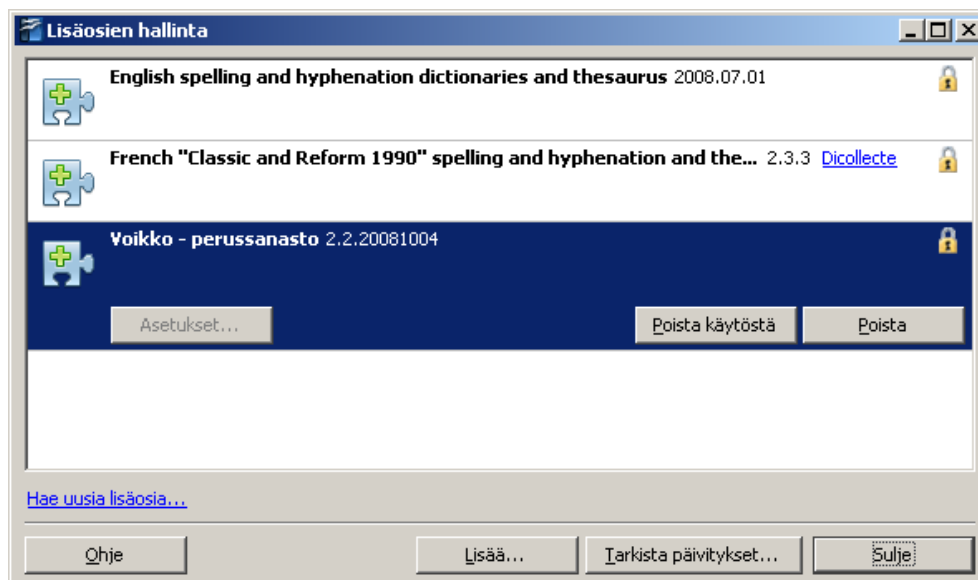 Lisäosien hallinta
English spelling and hyphenation dictionaries and thesaurus 2008.07.01
French "Classic and Reform 1990" spelling and hyphenation and the... 2.3.3 Dicollecte
Voikko - perussanasto 2.2.20081004
Asetukset... Poista käytöstä Poista
Hae uusia lisäosia...
Ohje Lisää... Tarkista päivitykset... Sulje